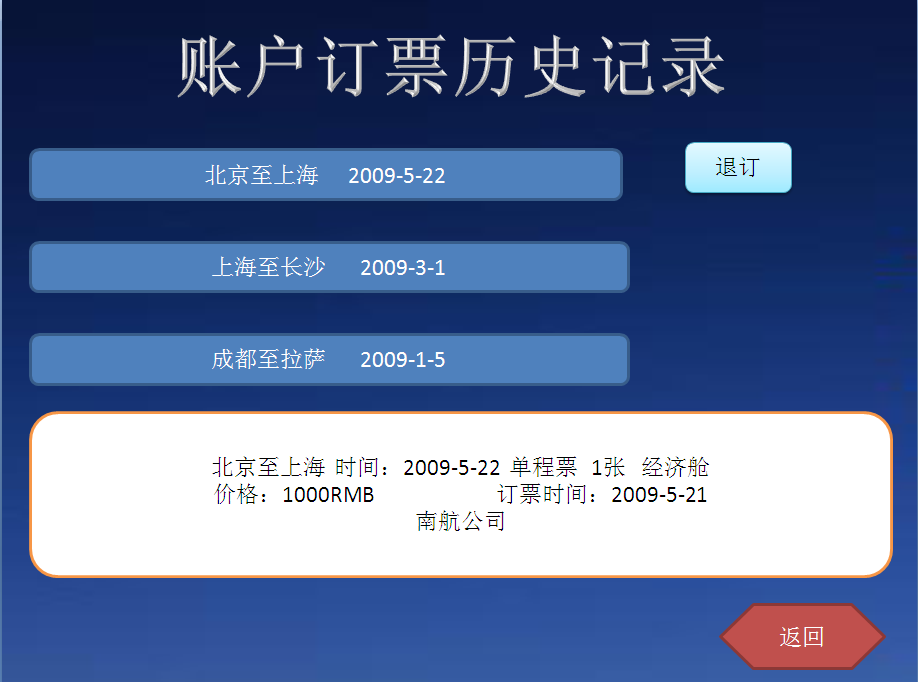 账户订票历史记录
北京至上海 2009-5-22
退订
上海至长沙 2009-3-1
成都至拉萨 2009-1-5
北京至上海 时间：2009-5-22 单程票 1张 经济舱
价格：1000RMB 订票时间：2009-5-21
南航公司
返回